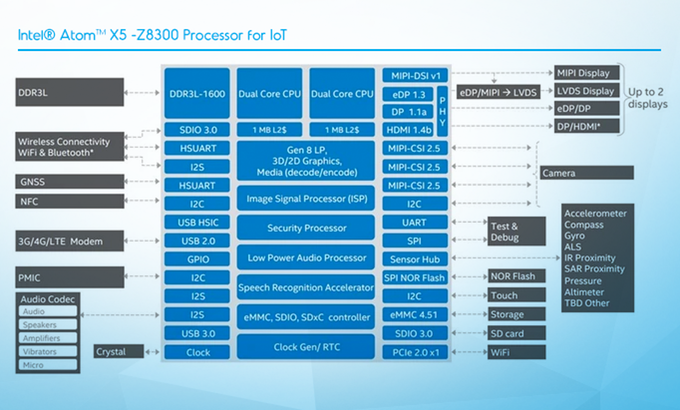 Intel® Atom™ X5 -Z8300 Processor for IoT
DDR3L
Wireless Connectivity
WiFi & Bluetooth*
GNSS
NFC
3G/4G/LTE Modem
PMIC
Audio Codec
Audio
Speakers
Amplifiers
Vibrators
Micro
Crystal
DDR3L-1600
SDIO 3.0
HSUART
I2S
HSUART
I2C
USB HSIC
USB 2.0
GPIO
I2C
I2S
I2S
USB 3.0
Clock
Dual Core CPU
Dual Core CPU
1 MB L2$
1 MB L2$
Gen 8 LP,
3D/2D Graphics,
Media (decode/encode)
Image Signal Processor (ISP)
Security Processor
Low Power Audio Processor
Speech Recognition Accelerator
eMMC, SDIO, SDxC controller
Clock Gen/ RTC
MIPI-DSI v1
eDP 1.3
DP 1.1a
HDMI 1.4b
PHY
MIPI-CSI 2.5
MIPI-CSI 2.5
MIPI-CSI 2.5
I2C
UART
SPI
Sensor Hub
SPI NOR Flash
I2C
eMMC 4.51
SDIO 3.0
PCIe 2.0 x1
eDP/MIPI → LVDS
MIPI Display
LVDS Display
eDP/DP
DP/HDMI*
Up to 2
displays
Camera
Test &
Debug
Accelerometer
Compass
Gyro
ALS
IR Proximity
SAR Proximity
Pressure
Altimeter
TBD Other
NOR Flash
Touch
Storage
SD card
WiFi